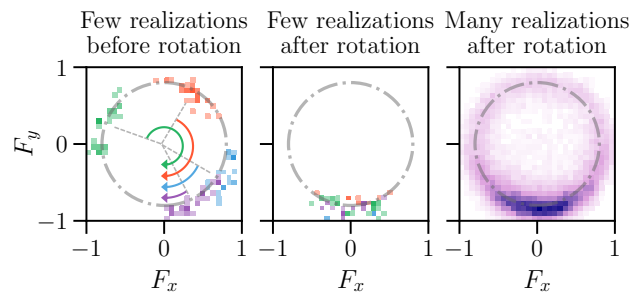 Few realizations before rotation
Few realizations after rotation
Many realizations after rotation
F_y
1
0
−1
−1 0 1
−1 0 1
−1 0 1
F_x
F_x
F_x